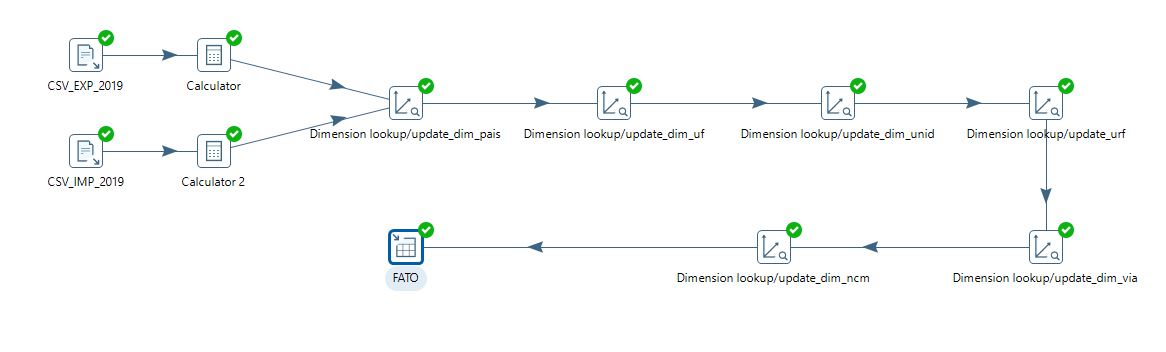 CSV_EXP_2019
Calculator
Dimension lookup/update_dim_pais
Dimension lookup/update_dim_uf
Dimension lookup/update_dim_unid
Dimension lookup/update_urf
CSV_IMP_2019
Calculator 2
FATO
Dimension lookup/update_dim_ncm
Dimension lookup/update_dim_via